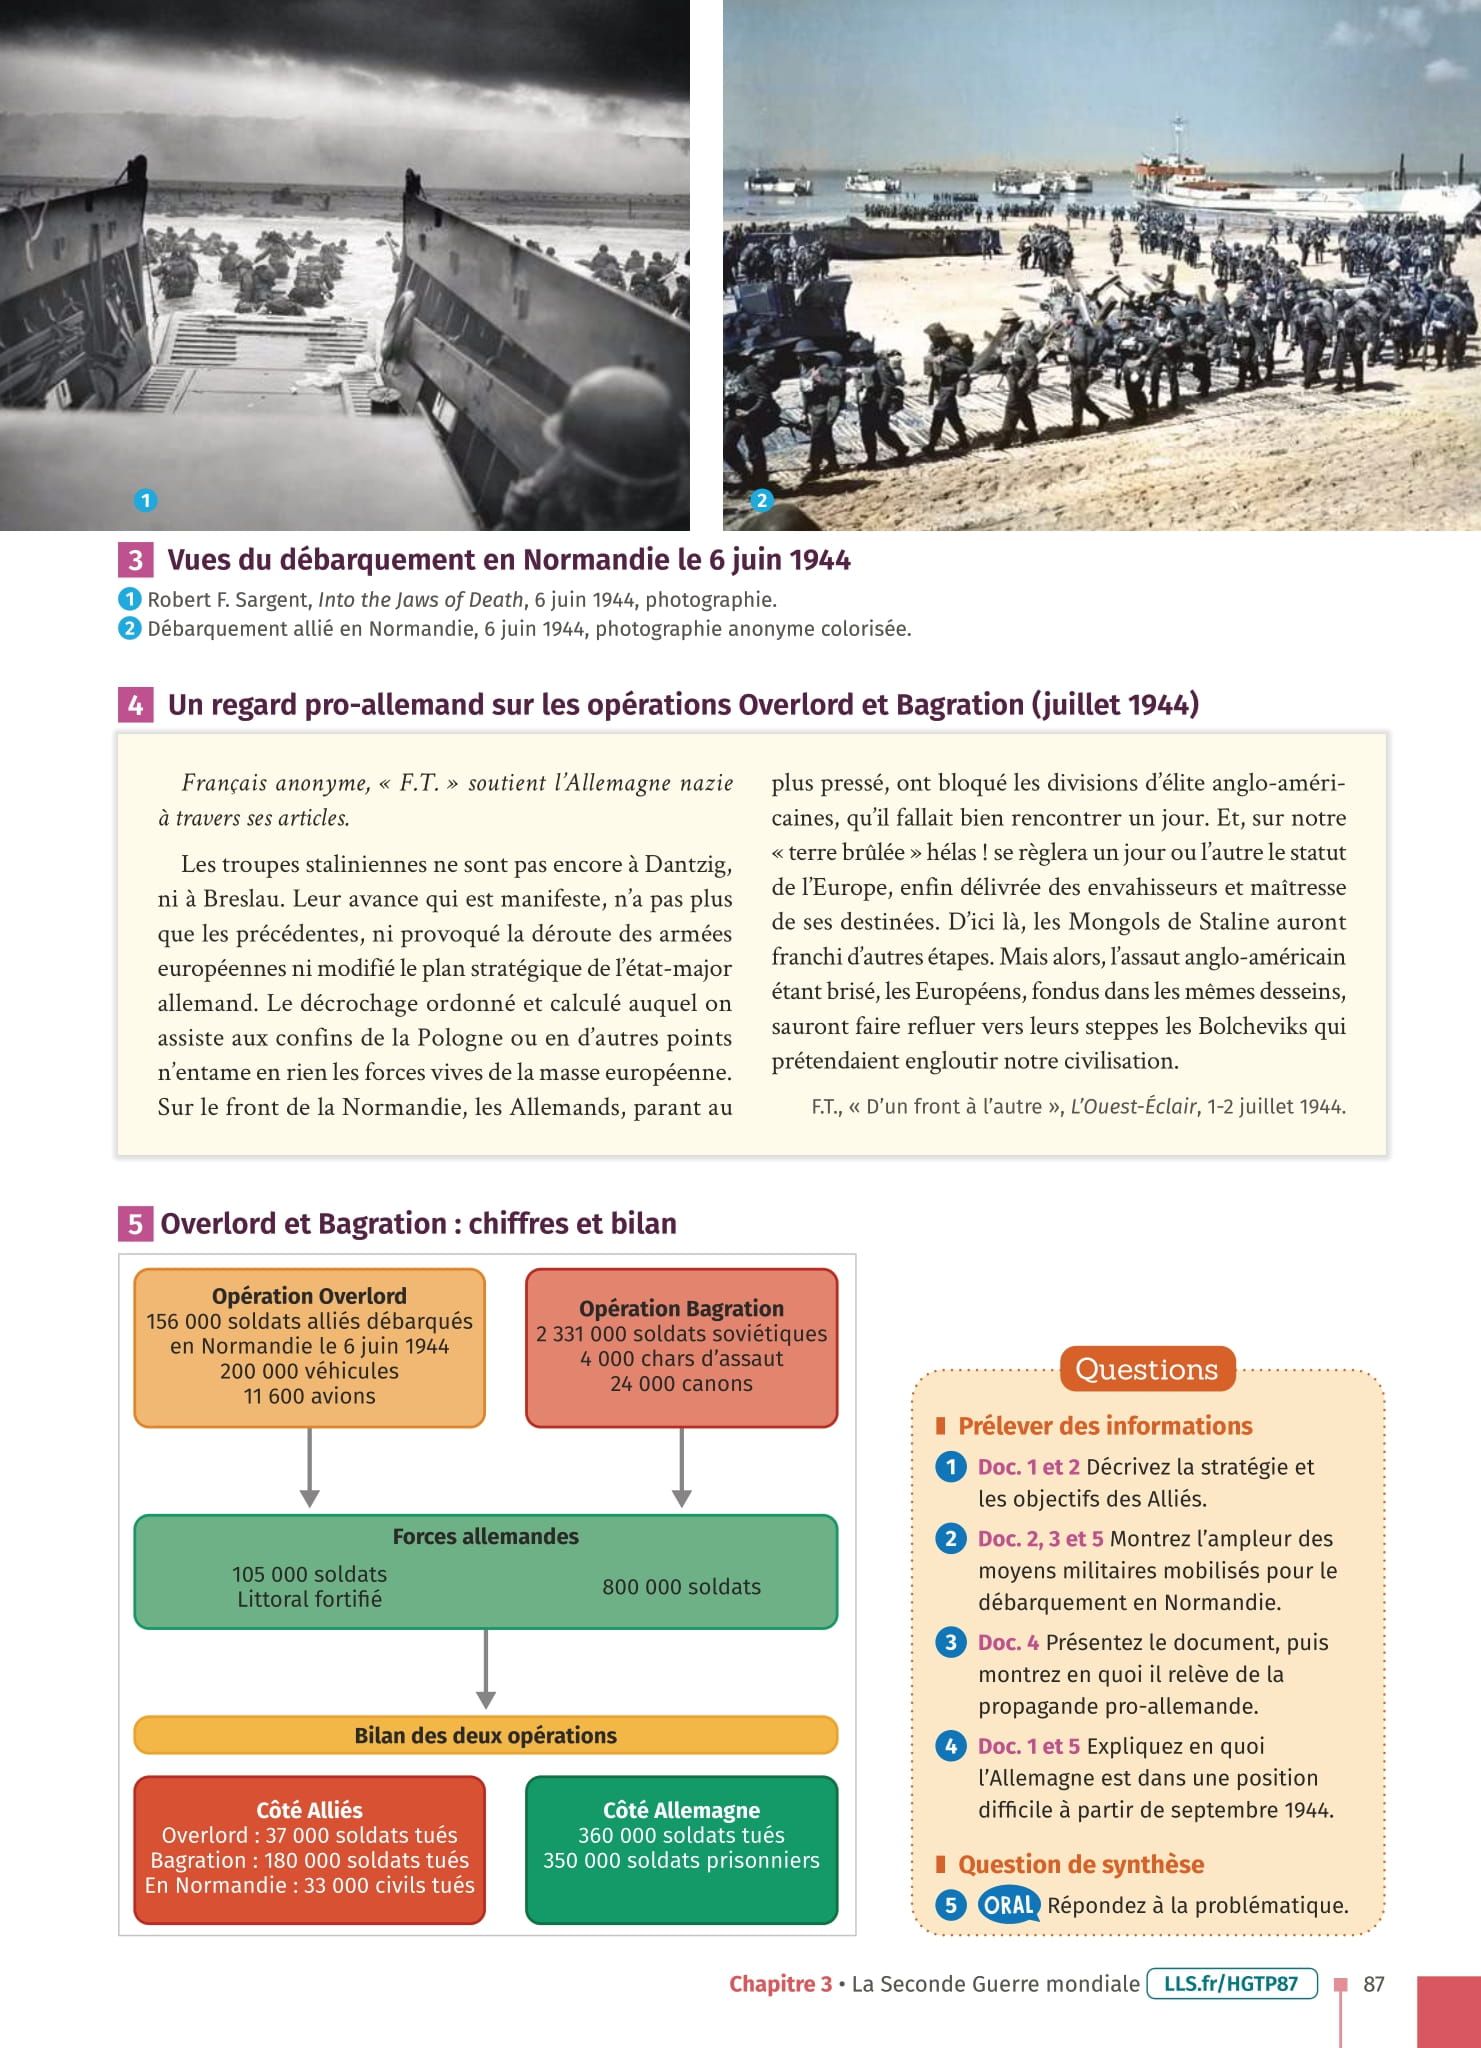 1
2
3 Vues du débarquement en Normandie le 6 juin 1944
1 Robert F. Sargent, Into the Jaws of Death, 6 juin 1944, photographie.
2 Débarquement allié en Normandie, 6 juin 1944, photographie anonyme colorisée.
4 Un regard pro-allemand sur les opérations Overlord et Bagration (juillet 1944)
Français anonyme, « F.T. » soutient l'Allemagne nazie
à travers ses articles.
Les troupes staliniennes ne sont pas encore à Dantzig,
ni à Breslau. Leur avance qui est manifeste, n'a pas plus
que les précédentes, ni provoqué la déroute des armées
européennes ni modifié le plan stratégique de l'état-major
allemand. Le décrochage ordonné et calculé auquel on
assiste aux confins de la Pologne ou en d'autres points
n'entame en rien les forces vives de la masse européenne.
Sur le front de la Normandie, les Allemands, parant au
plus pressé, ont bloqué les divisions d'élite anglo-améri-
caines, qu'il fallait bien rencontrer un jour. Et, sur notre
« terre brûlée » hélas ! se règlera un jour ou l'autre le statut
de l'Europe, enfin délivrée des envahisseurs et maîtresse
de ses destinées. D'ici là, les Mongols de Staline auront
franchi d'autres étapes. Mais alors, l'assaut anglo-américain
étant brisé, les Européens, fondus dans les mêmes desseins,
sauront faire refluer vers leurs steppes les Bolcheviks qui
prétendaient engloutir notre civilisation.
F.T., « D'un front à l'autre », L'Ouest-Éclair, 1-2 juillet 1944.
5 Overlord et Bagration : chiffres et bilan
Opération Overlord
156 000 soldats alliés débarqués
en Normandie le 6 juin 1944
200 000 véhicules
11 600 avions
Opération Bagration
2 331 000 soldats soviétiques
4 000 chars d'assaut
24 000 canons
Forces allemandes
105 000 soldats
Littoral fortifié
800 000 soldats
Bilan des deux opérations
Côté Alliés
Overlord : 37 000 soldats tués
Bagration : 180 000 soldats tués
En Normandie : 33 000 civils tués
Côté Allemagne
360 000 soldats tués
350 000 soldats prisonniers
Questions
Prélever des informations
1 Doc. 1 et 2 Décrivez la stratégie et
les objectifs des Alliés.
2 Doc. 2, 3 et 5 Montrez l'ampleur des
moyens militaires mobilisés pour le
débarquement en Normandie.
3 Doc. 4 Présentez le document, puis
montrez en quoi il relève de la
propagande pro-allemande.
4 Doc. 1 et 5 Expliquez en quoi
l'Allemagne est dans une position
difficile à partir de septembre 1944.
Question de synthèse
5 ORAL Répondez à la problématique.
Chapitre 3 • La Seconde Guerre mondiale LLS.fr/HGTP87 87